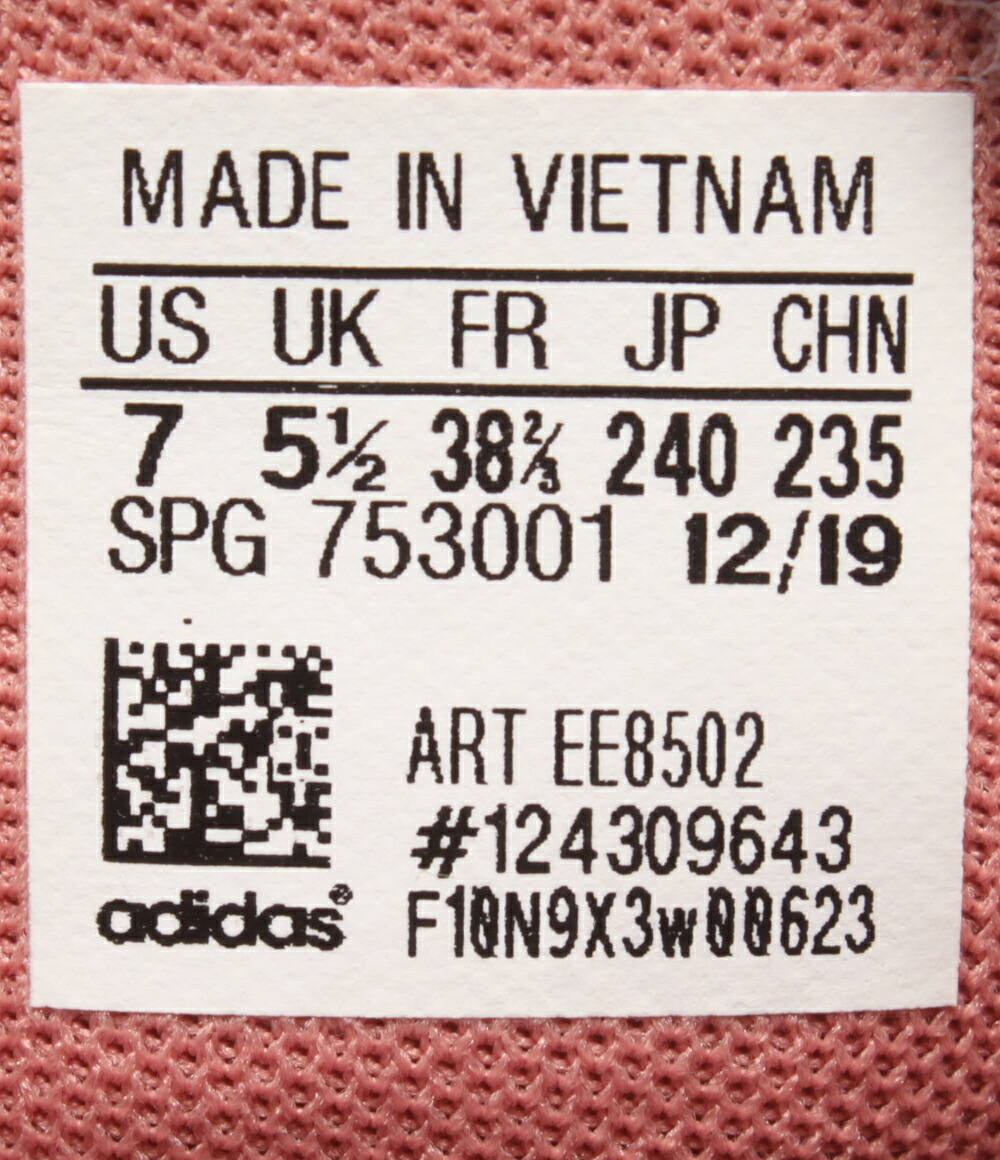 MADE IN VIETNAM
US UK FR JP CHN
7 5½ 38⅔ 240 235
SPG 753001 12/19
ART EE8502
#124309643
adidas® F10N9X3w00623